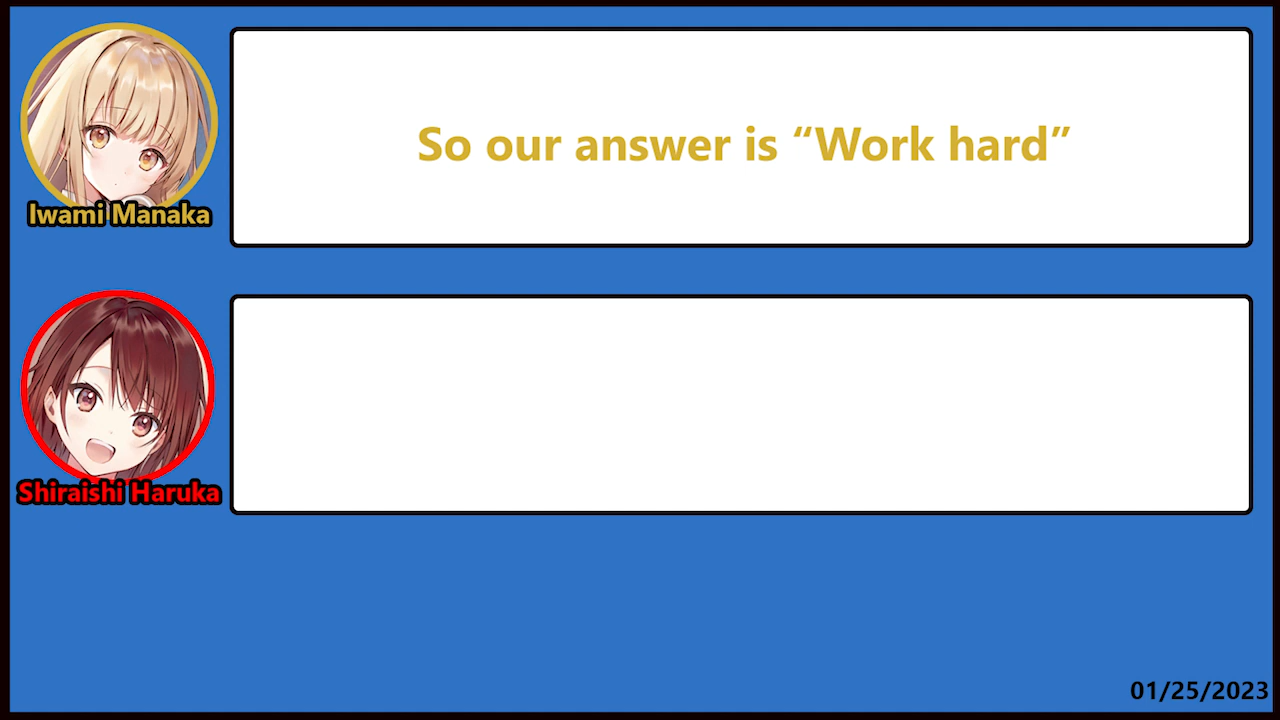 So our answer is “Work hard”
Iwami Manaka
Shiraishi Haruka
01/25/2023